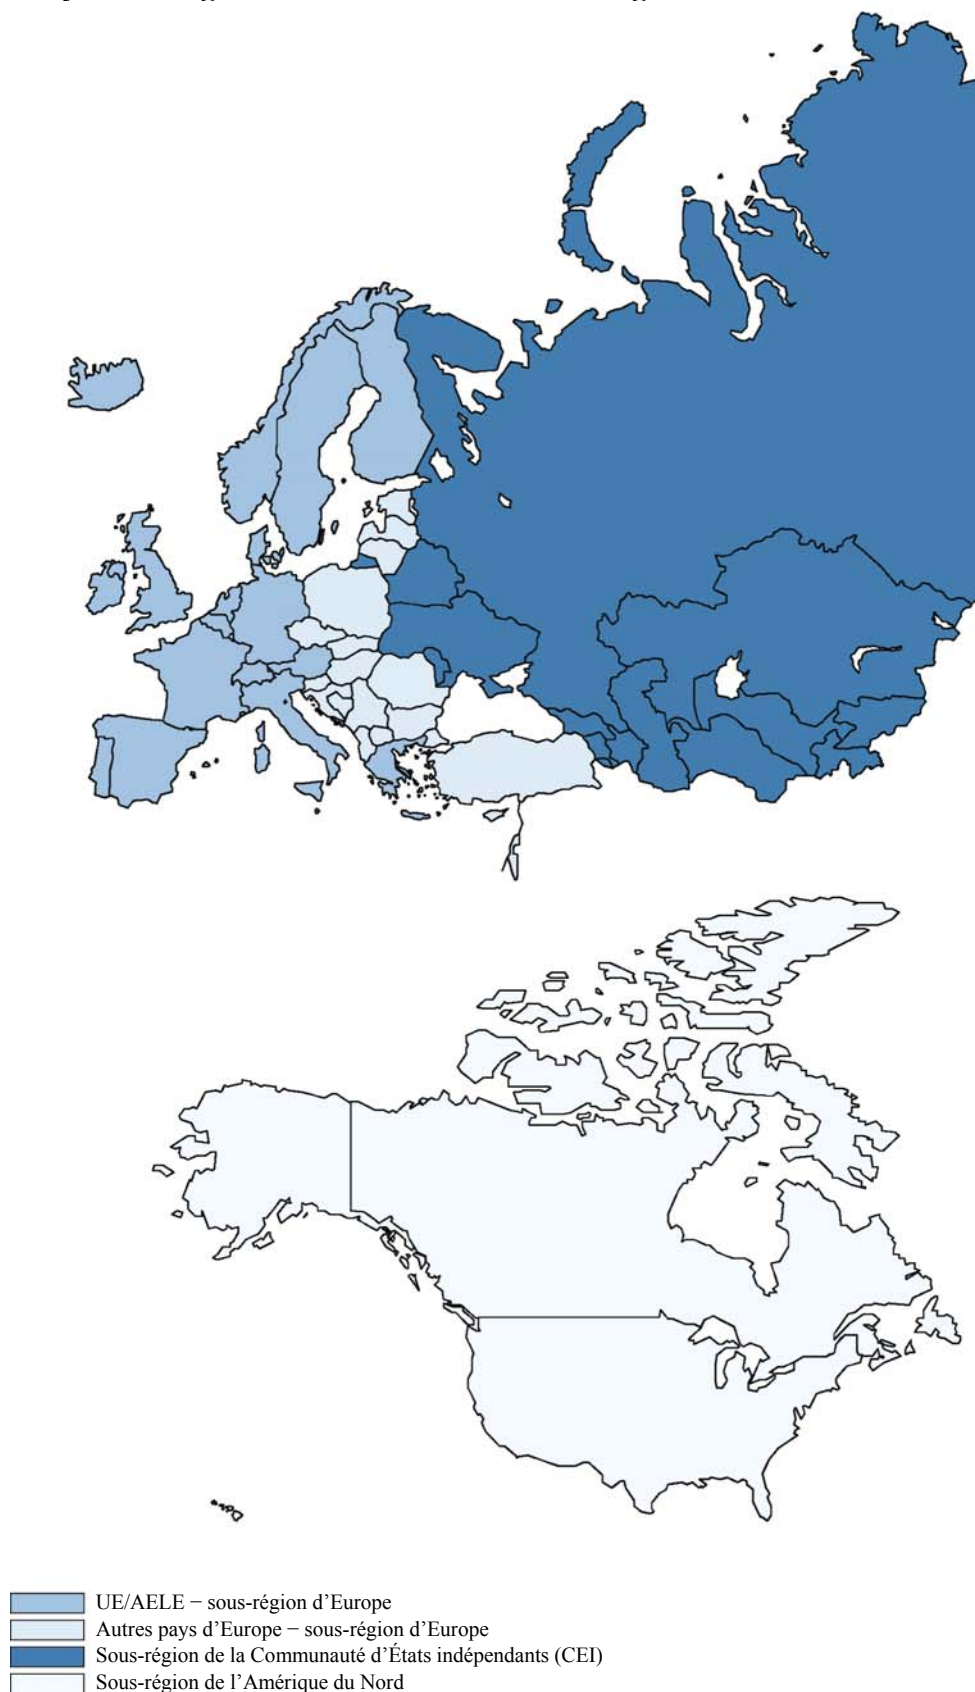 UE/AELE − sous-région d’Europe
Autres pays d’Europe − sous-région d’Europe
Sous-région de la Communauté d’États indépendants (CEI)
Sous-région de l’Amérique du Nord